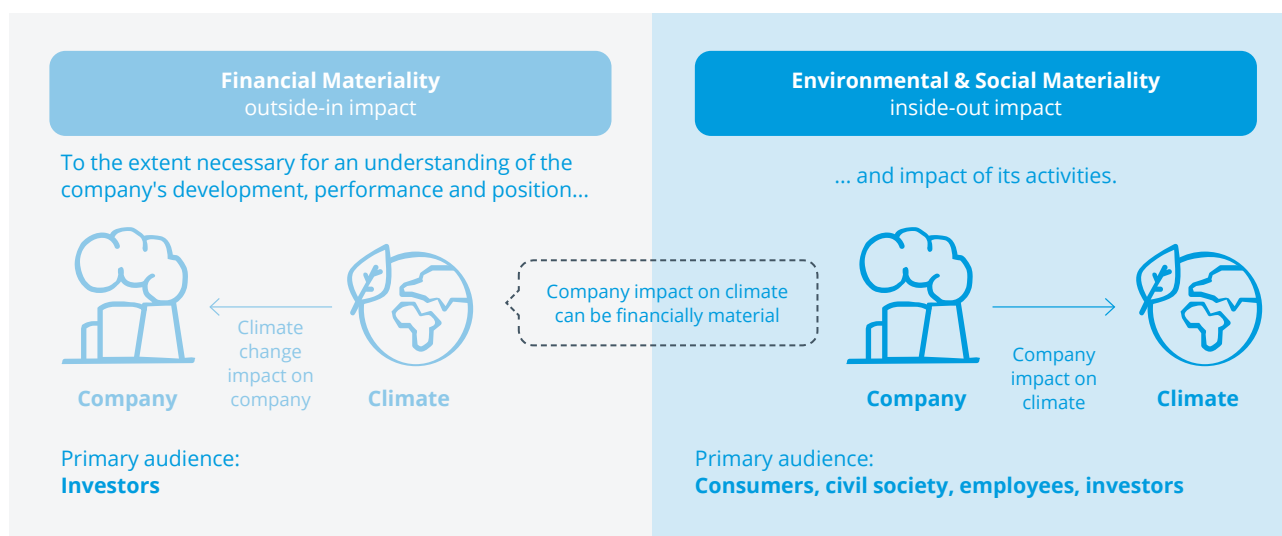 Financial Materiality
outside-in impact
To the extent necessary for an understanding of the
company's development, performance and position...
Climate
change
impact on
company
Company
Climate
Primary audience:
Investors
Company impact on climate
can be financially material
Environmental & Social Materiality
inside-out impact
... and impact of its activities.
Company
impact on
climate
Company
Climate
Primary audience:
Consumers, civil society, employees, investors